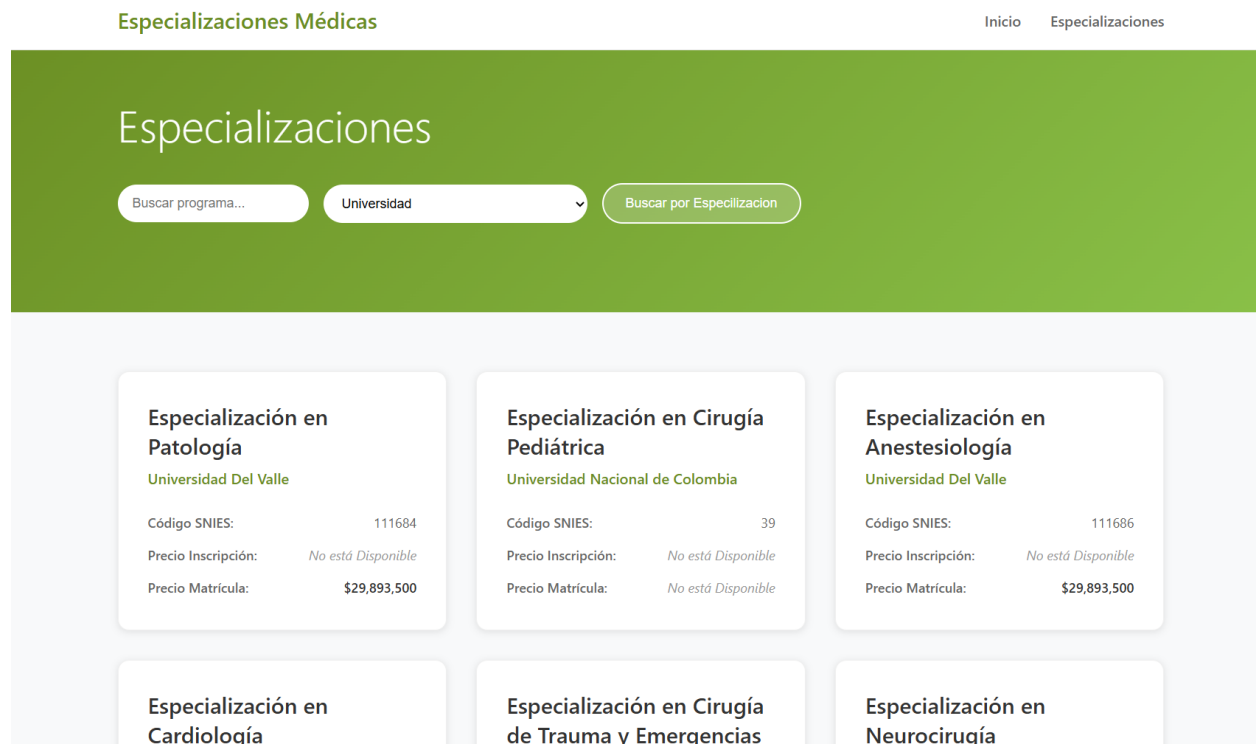 Especializaciones Médicas
Inicio Especializaciones
Especializaciones
Buscar programa... Universidad Buscar por Especilizacion
Especialización en
Patología
Universidad Del Valle
Código SNIES: 111684
Precio Inscripción: No está Disponible
Precio Matrícula: $29,893,500
Especialización en Cirugía
Pediátrica
Universidad Nacional de Colombia
Código SNIES: 39
Precio Inscripción: No está Disponible
Precio Matrícula: No está Disponible
Especialización en
Anestesiología
Universidad Del Valle
Código SNIES: 111686
Precio Inscripción: No está Disponible
Precio Matrícula: $29,893,500
Especialización en
Cardiología
Especialización en Cirugía
de Trauma y Emergencias
Especialización en
Neurocirugía